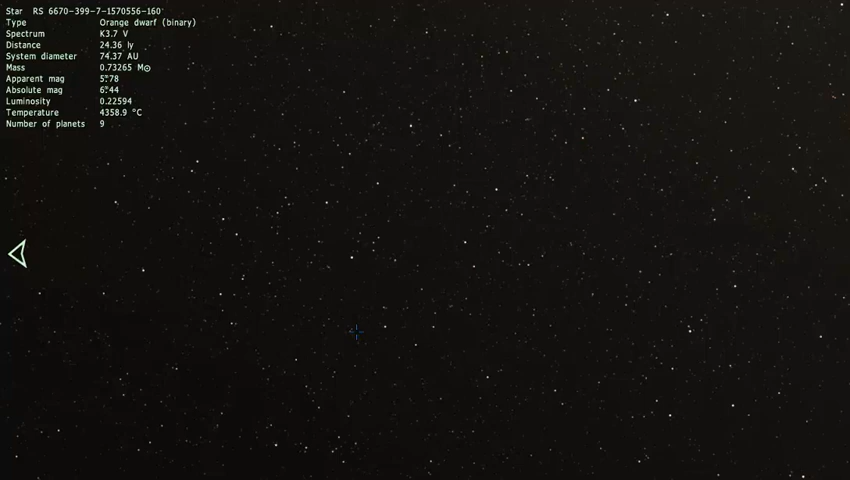 Star RS 6670-399-7-1570556-160
Type Orange dwarf (binary)
Spectrum K3.7 V
Distance 24.36 ly
System diameter 74.37 AU
Mass 0.73265 M☉
Apparent mag 5.78
Absolute mag 6.44
Luminosity 0.22594
Temperature 4358.9 °C
Number of planets 9